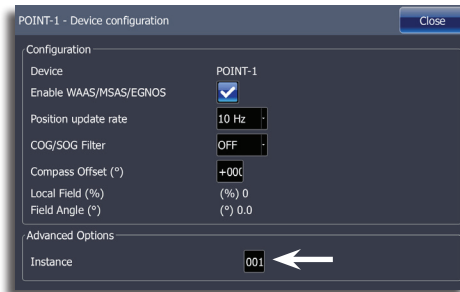 POINT-1 - Device configuration Close
Configuration
Device POINT-1
Enable WAAS/MSAS/EGNOS
Position update rate 10 Hz
COG/SOG Filter OFF
Compass Offset (°) +000
Local Field (%) (%) 0
Field Angle (°) (°) 0.0
Advanced Options
Instance 001